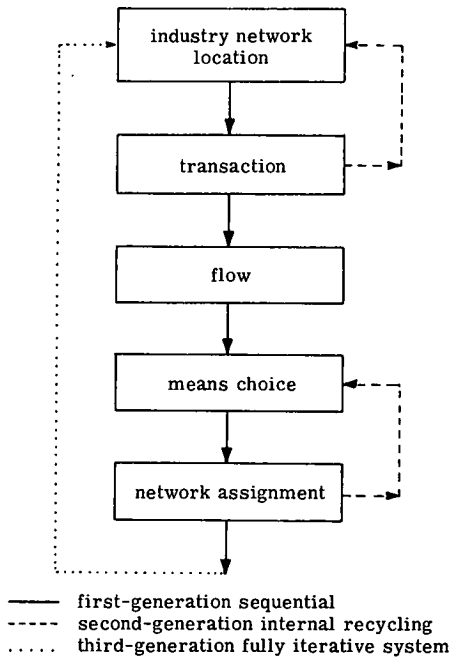 industry network
location
transaction
flow
means choice
network assignment
first-generation sequential
second-generation internal recycling
third-generation fully iterative system